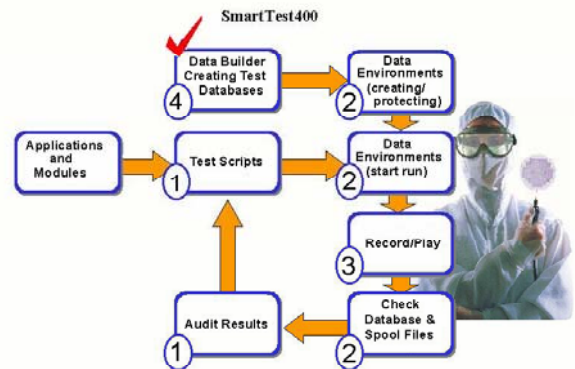 SmartTest400
Data Builder
Creating Test
Databases
4
Data
Environments
(creating/
protecting)
2
Applications
and
Modules
Test Scripts
1
Data
Environments
(start run)
2
Record/Play
3
Audit Results
1
Check
Database &
Spool Files
2